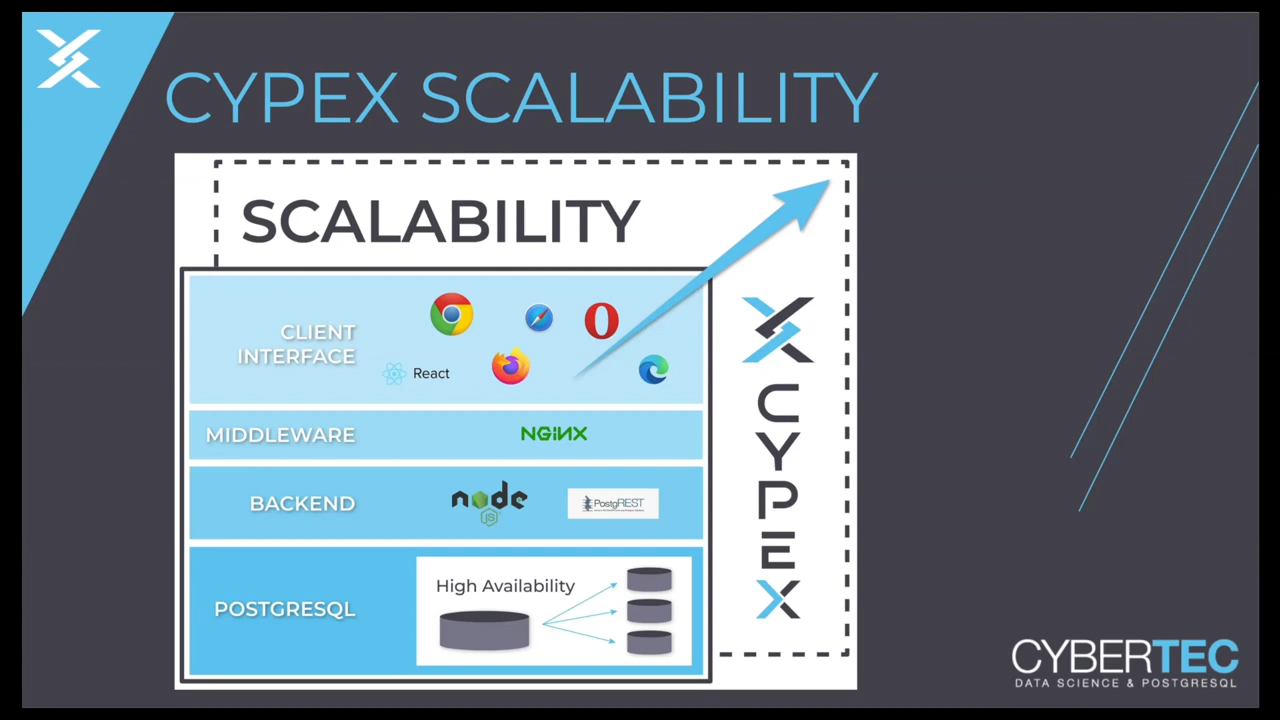 CYPEX SCALABILITY
SCALABILITY
CLIENT
INTERFACE
React
MIDDLEWARE
NGINX
BACKEND
node
JS
PostgREST
POSTGRESQL
High Availability
CYPEX
CYBERTEC
DATA SCIENCE & POSTGRESQL